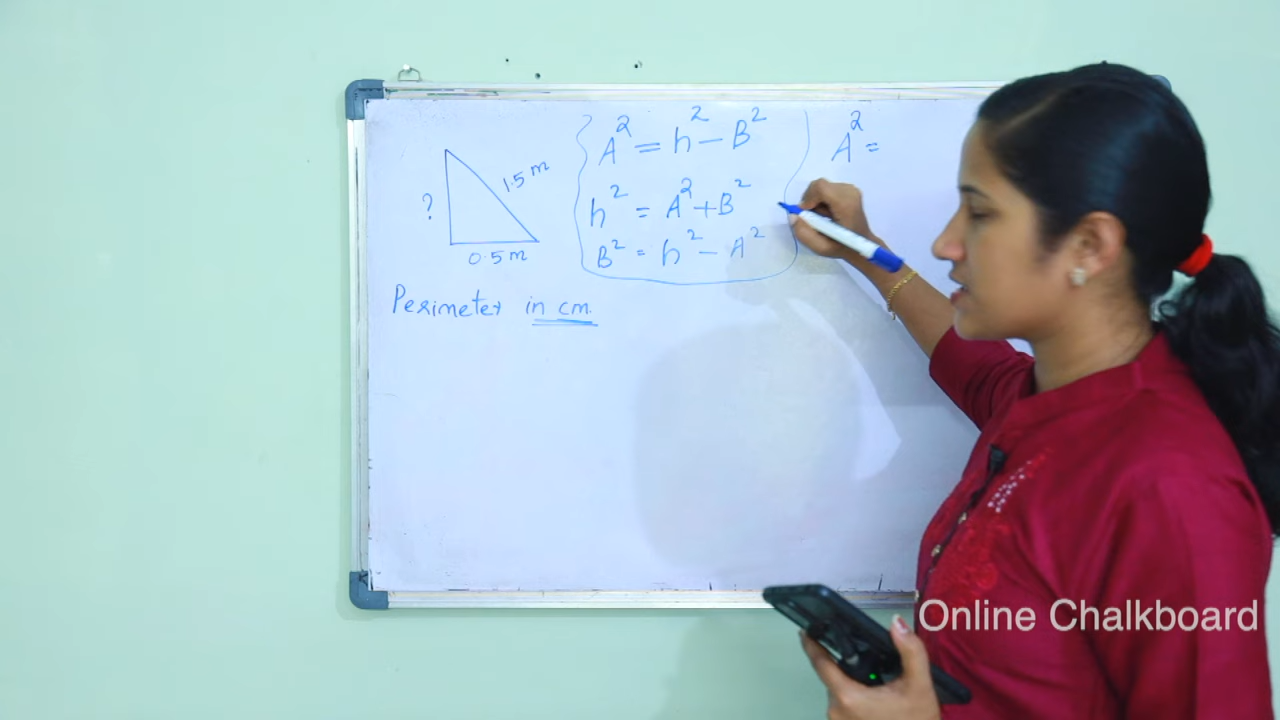 1.5 m
?
0.5 m
A² = h² - B²
h² = A² + B²
B² = h² - A²
A² =
Perimeter in cm.
Online Chalkboard